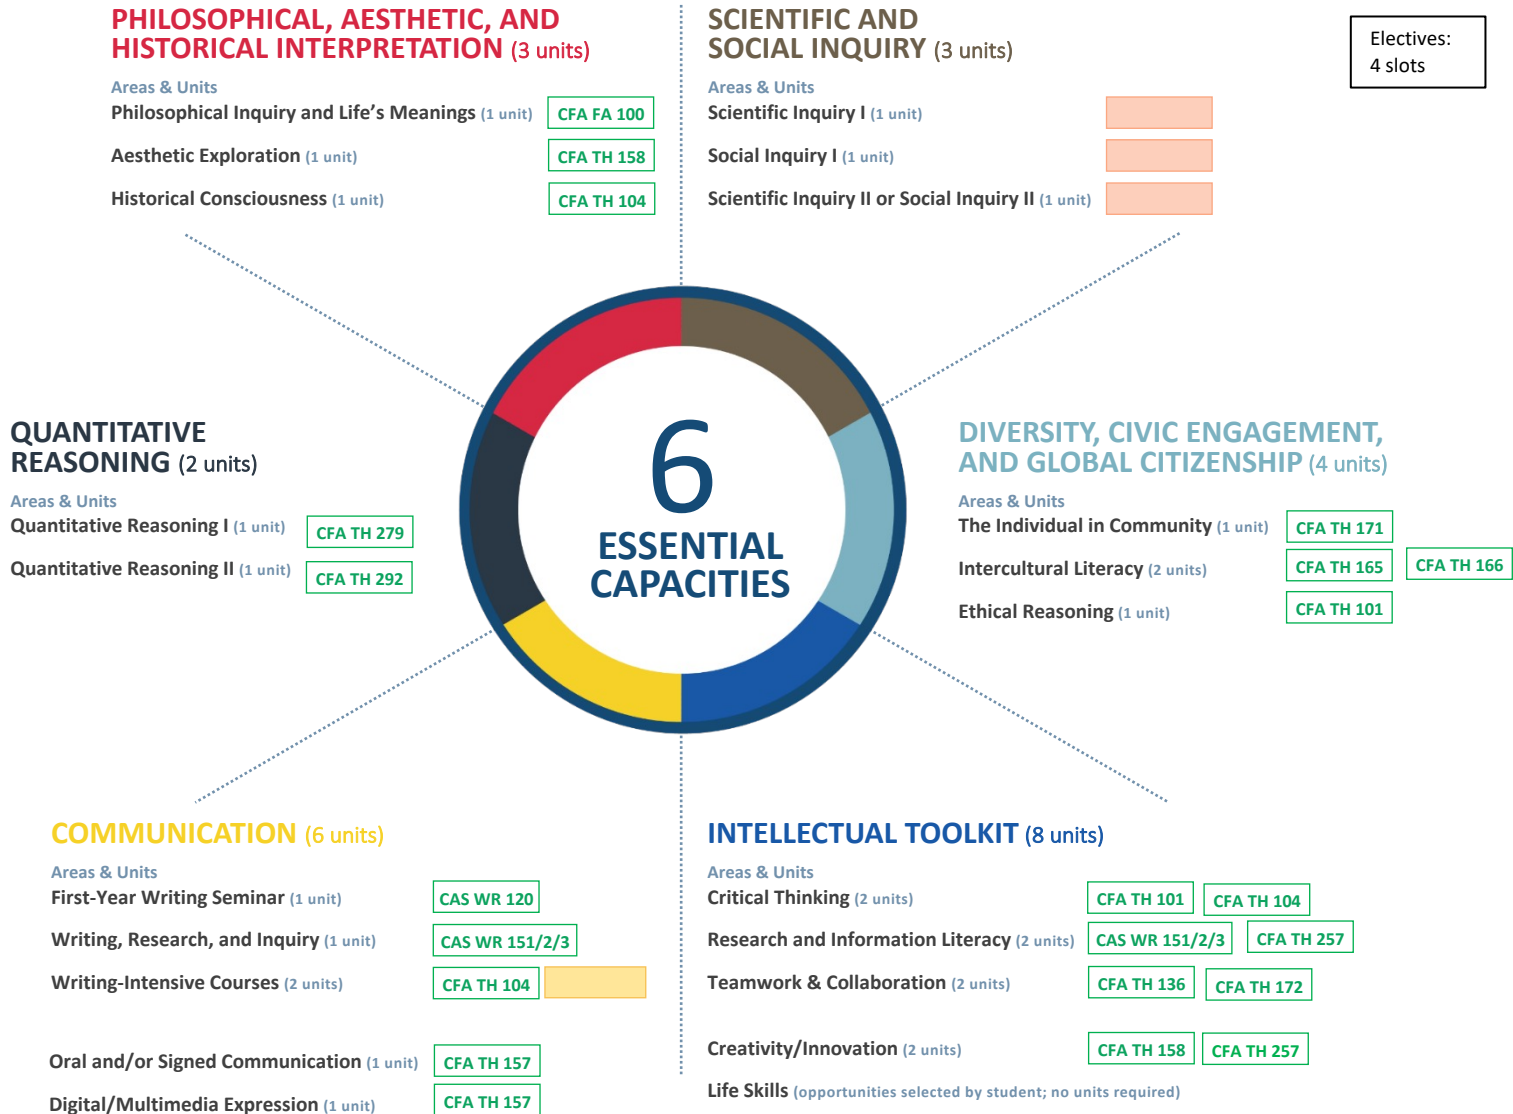 PHILOSOPHICAL, AESTHETIC, AND
HISTORICAL INTERPRETATION (3 units)
Areas & Units
Philosophical Inquiry and Life's Meanings (1 unit) CFA FA 100
Aesthetic Exploration (1 unit) CFA TH 158
Historical Consciousness (1 unit) CFA TH 104
SCIENTIFIC AND
SOCIAL INQUIRY (3 units)
Areas & Units
Scientific Inquiry I (1 unit)
Social Inquiry I (1 unit)
Scientific Inquiry II or Social Inquiry II (1 unit)
Electives:
4 slots
QUANTITATIVE
REASONING (2 units)
Areas & Units
Quantitative Reasoning I (1 unit) CFA TH 279
Quantitative Reasoning II (1 unit) CFA TH 292
6
ESSENTIAL
CAPACITIES
DIVERSITY, CIVIC ENGAGEMENT,
AND GLOBAL CITIZENSHIP (4 units)
Areas & Units
The Individual in Community (1 unit) CFA TH 171
Intercultural Literacy (2 units) CFA TH 165 CFA TH 166
Ethical Reasoning (1 unit) CFA TH 101
COMMUNICATION (6 units)
Areas & Units
First-Year Writing Seminar (1 unit) CAS WR 120
Writing, Research, and Inquiry (1 unit) CAS WR 151/2/3
Writing-Intensive Courses (2 units) CFA TH 104
Oral and/or Signed Communication (1 unit) CFA TH 157
Digital/Multimedia Expression (1 unit) CFA TH 157
INTELLECTUAL TOOLKIT (8 units)
Areas & Units
Critical Thinking (2 units) CFA TH 101 CFA TH 104
Research and Information Literacy (2 units) CAS WR 151/2/3 CFA TH 257
Teamwork & Collaboration (2 units) CFA TH 136 CFA TH 172
Creativity/Innovation (2 units) CFA TH 158 CFA TH 257
Life Skills (opportunities selected by student; no units required)